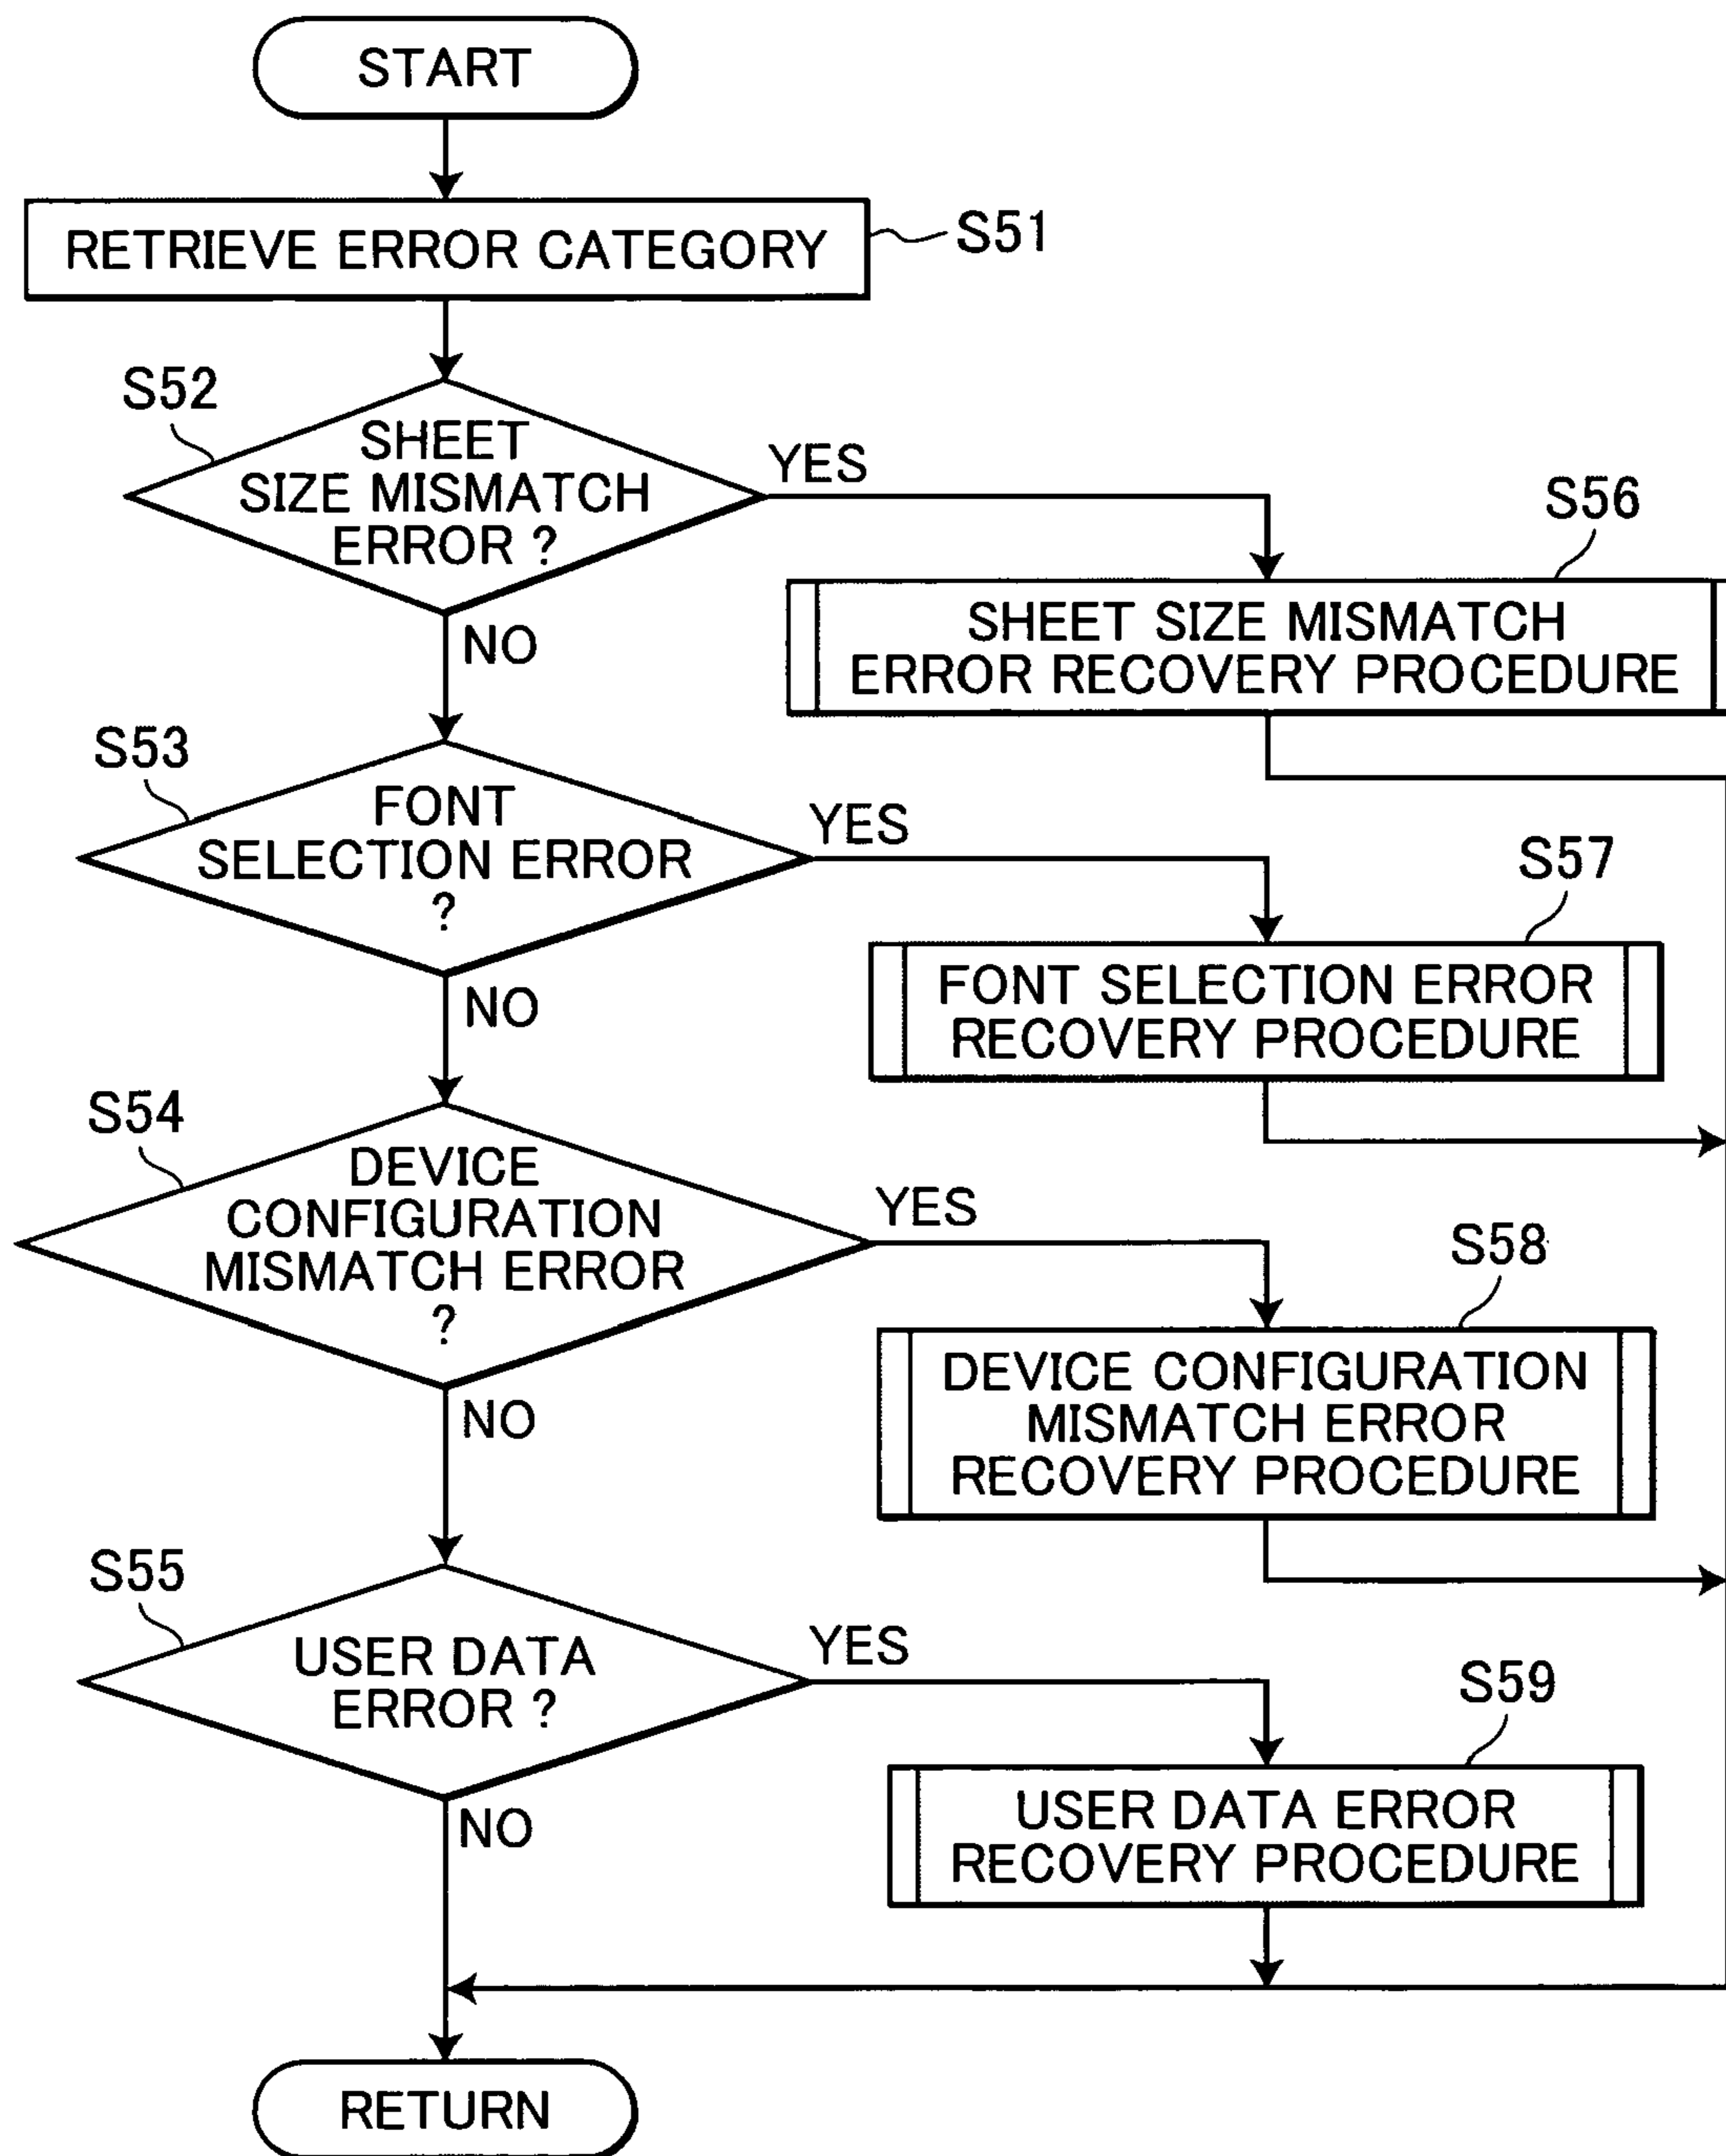 START
RETRIEVE ERROR CATEGORY
S51
S52
SHEET
SIZE MISMATCH
ERROR ?
YES
NO
S56
SHEET SIZE MISMATCH
ERROR RECOVERY PROCEDURE
S53
FONT
SELECTION ERROR
?
YES
NO
S57
FONT SELECTION ERROR
RECOVERY PROCEDURE
S54
DEVICE
CONFIGURATION
MISMATCH ERROR
?
YES
NO
S58
DEVICE CONFIGURATION
MISMATCH ERROR
RECOVERY PROCEDURE
S55
USER DATA
ERROR ?
YES
NO
S59
USER DATA ERROR
RECOVERY PROCEDURE
RETURN